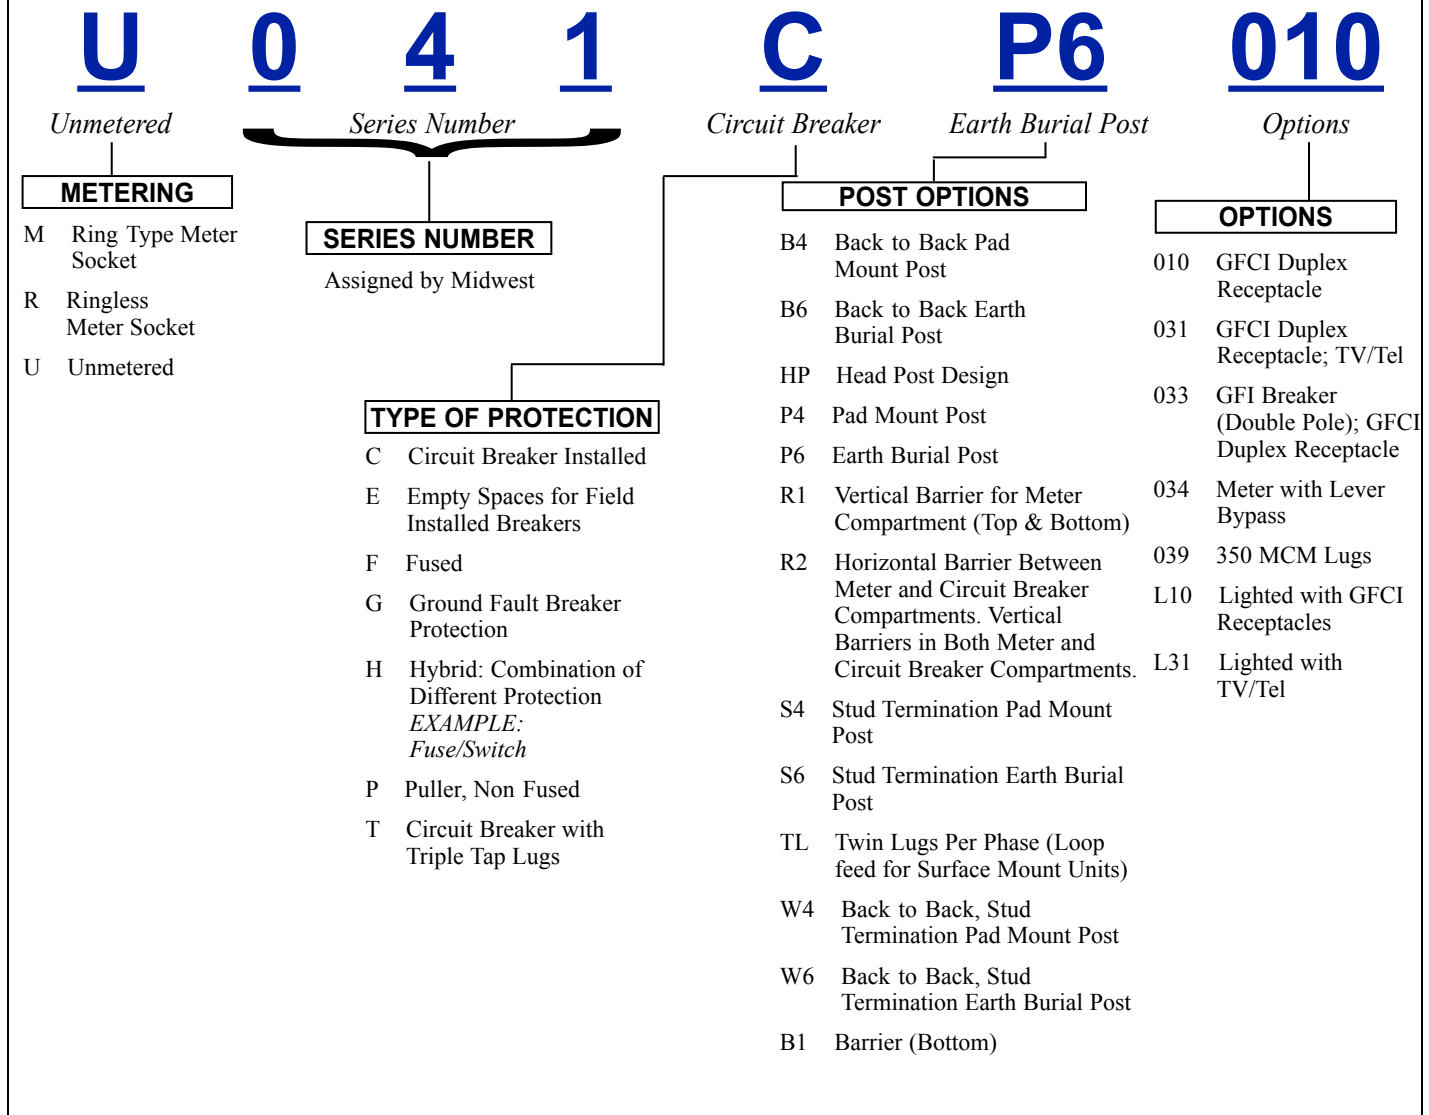 U 0 4 1 C P6 010
Unmetered Series Number Circuit Breaker Earth Burial Post Options
METERING
M Ring Type Meter
Socket
R Ringless
Meter Socket
U Unmetered
SERIES NUMBER
Assigned by Midwest
TYPE OF PROTECTION
C Circuit Breaker Installed
E Empty Spaces for Field
Installed Breakers
F Fused
G Ground Fault Breaker
Protection
H Hybrid: Combination of
Different Protection
EXAMPLE:
Fuse/Switch
P Puller, Non Fused
T Circuit Breaker with
Triple Tap Lugs
POST OPTIONS
B4 Back to Back Pad
Mount Post
B6 Back to Back Earth
Burial Post
HP Head Post Design
P4 Pad Mount Post
P6 Earth Burial Post
R1 Vertical Barrier for Meter
Compartment (Top & Bottom)
R2 Horizontal Barrier Between
Meter and Circuit Breaker
Compartments. Vertical
Barriers in Both Meter and
Circuit Breaker Compartments.
S4 Stud Termination Pad Mount
Post
S6 Stud Termination Earth Burial
Post
TL Twin Lugs Per Phase (Loop
feed for Surface Mount Units)
W4 Back to Back, Stud
Termination Pad Mount Post
W6 Back to Back, Stud
Termination Earth Burial Post
B1 Barrier (Bottom)
OPTIONS
010 GFCI Duplex
Receptacle
031 GFCI Duplex
Receptacle; TV/Tel
033 GFI Breaker
(Double Pole); GFCI
Duplex Receptacle
034 Meter with Lever
Bypass
039 350 MCM Lugs
L10 Lighted with GFCI
Receptacles
L31 Lighted with
TV/Tel